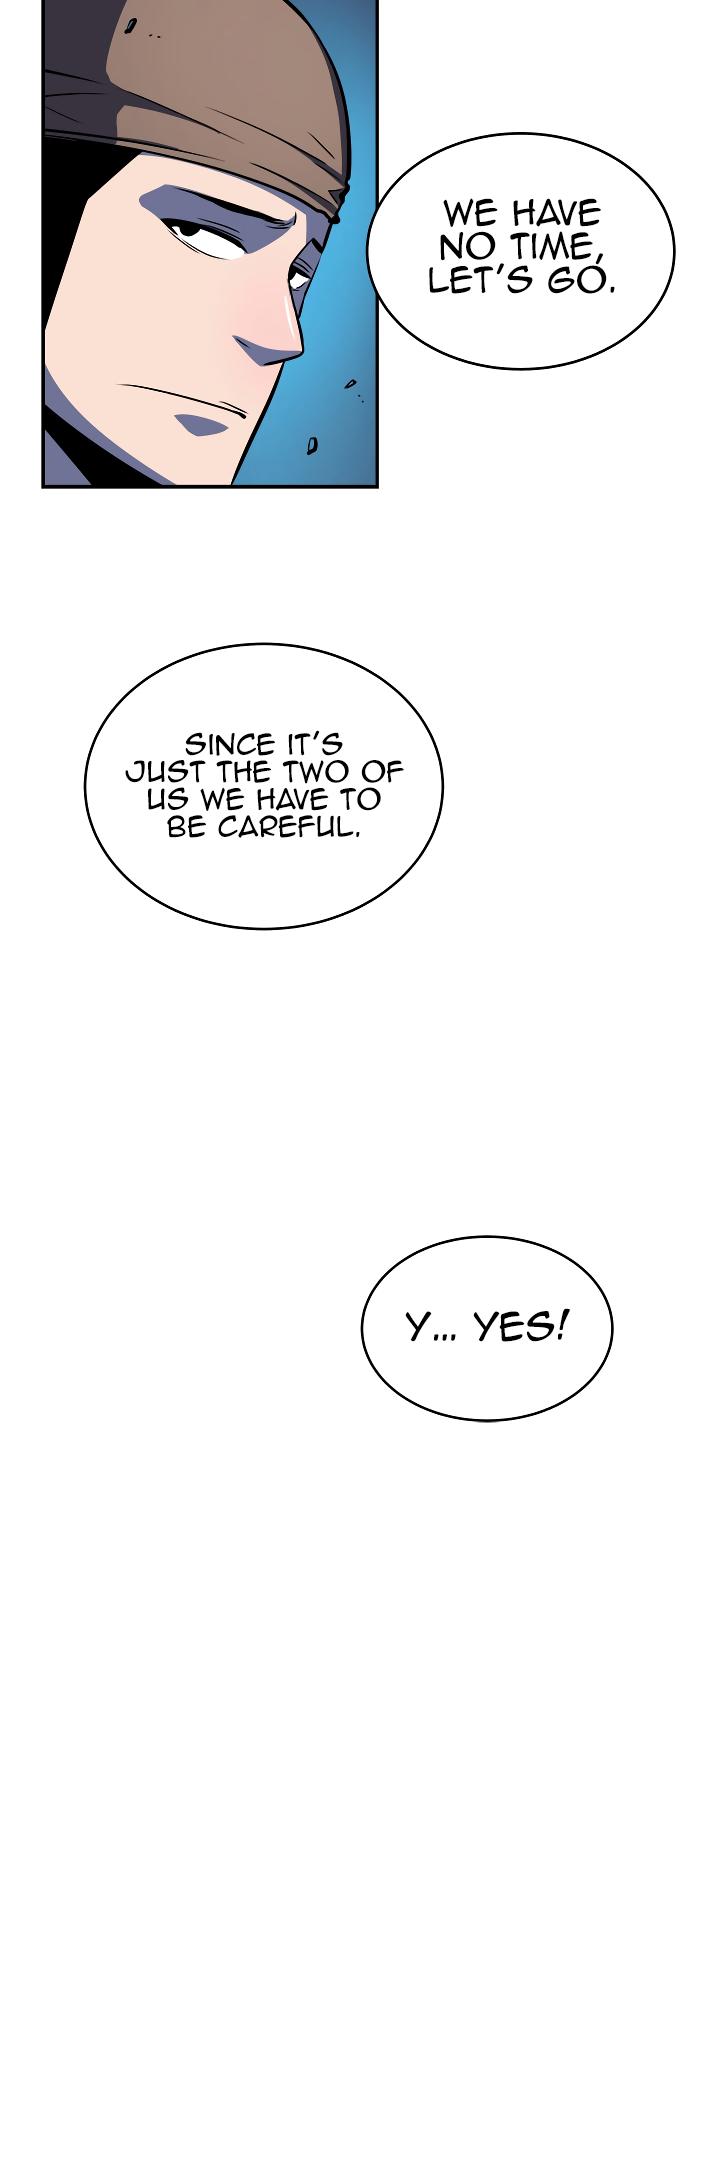 WE HAVE
NO TIME,
LET'S GO.
SINCE IT'S
JUST THE TWO OF
US WE HAVE TO
BE CAREFUL.
Y... YES!